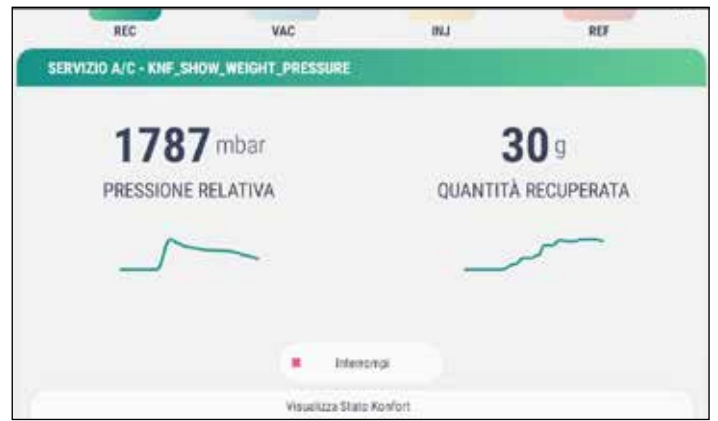 REC VAC INJ REF
SERVIZIO A/C - KNF_SHOW_WEIGHT_PRESSURE
1787 mbar 30 g
PRESSIONE RELATIVA QUANTITÀ RECUPERATA
Interrompi
Visualizza Stato Konfort